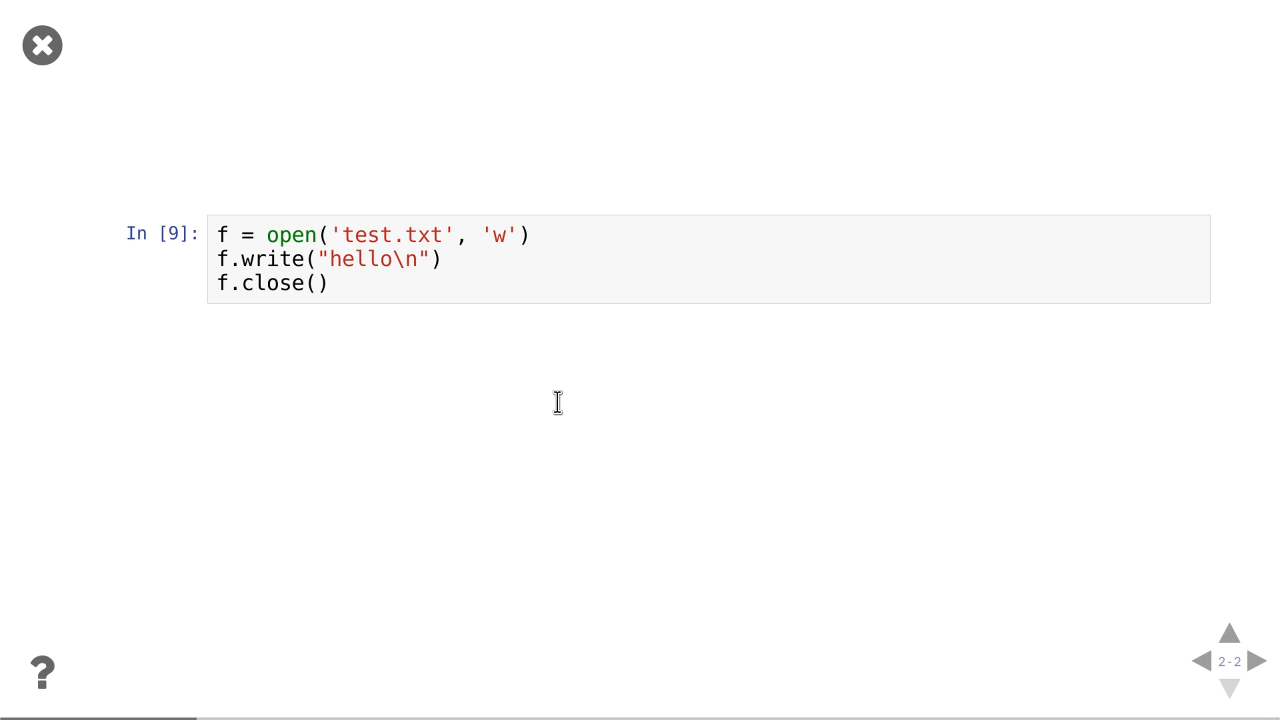 In [9]: f = open('test.txt', 'w')
f.write("hello\n")
f.close()
?
2-2